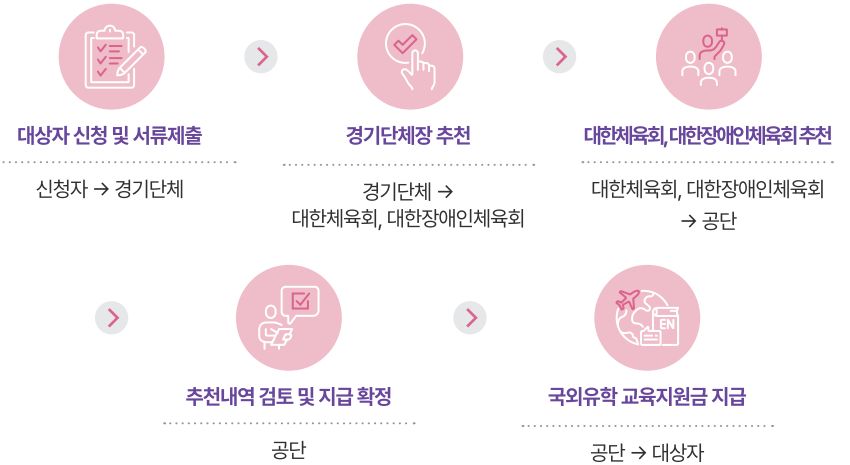 대상자 신청 및 서류제출
신청자 → 경기단체
경기단체장 추천
경기단체 →
대한체육회, 대한장애인체육회
대한체육회, 대한장애인체육회 추천
대한체육회, 대한장애인체육회
→ 공단
추천내역 검토 및 지급 확정
공단
EN
국외유학 교육지원금 지급
공단 → 대상자